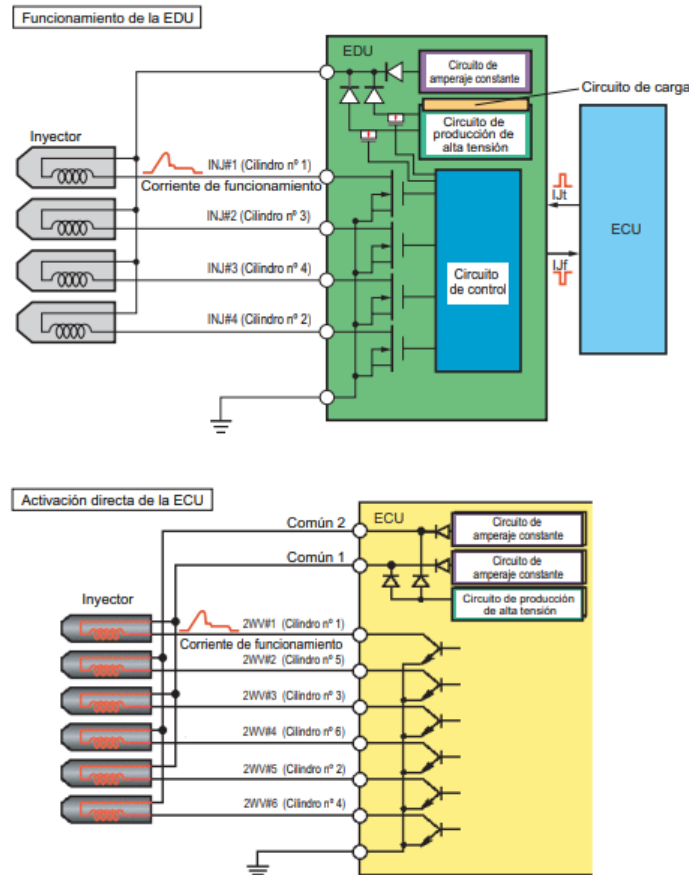 Funcionamiento de la EDU
EDU
Circuito de
amperaje constante
Circuito de carga
Circuito de
producción de
alta tensión
Inyector
INJ#1 (Cilindro nº 1)
Corriente de funcionamiento
INJ#2 (Cilindro nº 3)
INJ#3 (Cilindro nº 4)
INJ#4 (Cilindro nº 2)
Circuito
de control
IJt
IJf
ECU
Activación directa de la ECU
Común 2
ECU
Circuito de
amperaje constante
Común 1
Circuito de
amperaje constante
Circuito de producción
de alta tensión
Inyector
2WV#1 (Cilindro nº 1)
Corriente de funcionamiento
2WV#2 (Cilindro nº 5)
2WV#3 (Cilindro nº 3)
2WV#4 (Cilindro nº 6)
2WV#5 (Cilindro nº 2)
2WV#6 (Cilindro nº 4)